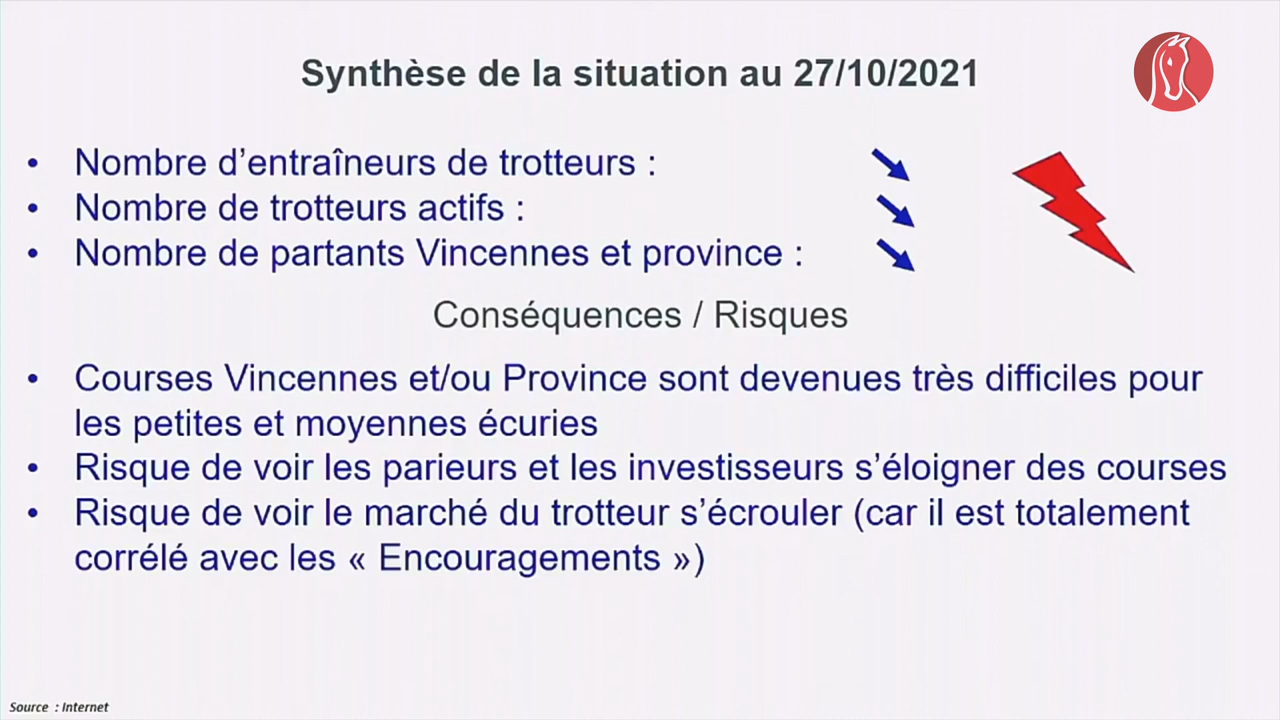 Synthèse de la situation au 27/10/2021
• Nombre d’entraîneurs de trotteurs :
• Nombre de trotteurs actifs :
• Nombre de partants Vincennes et province :
Conséquences / Risques
• Courses Vincennes et/ou Province sont devenues très difficiles pour
les petites et moyennes écuries
• Risque de voir les parieurs et les investisseurs s’éloigner des courses
• Risque de voir le marché du trotteur s’écrouler (car il est totalement
corrélé avec les « Encouragements »)
Source : Internet